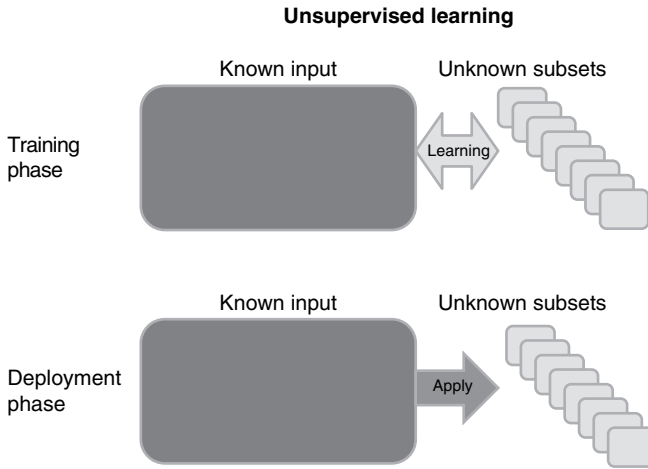 Unsupervised learning
Known input
Unknown subsets
Training
phase
Learning
Known input
Unknown subsets
Deployment
phase
Apply